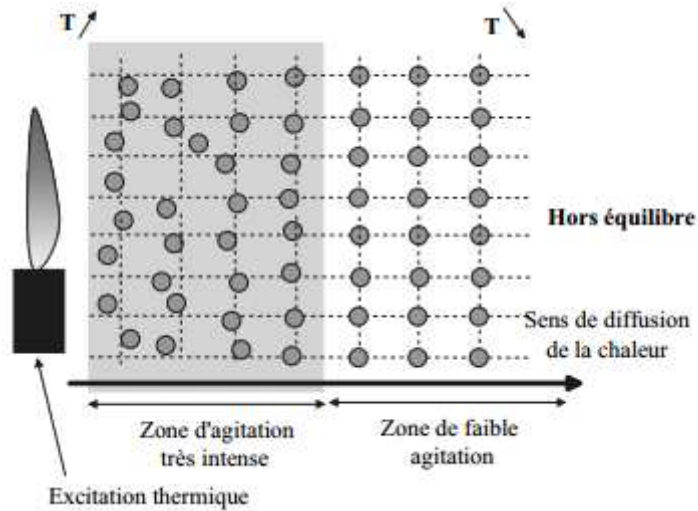 T
T
Hors équilibre
Sens de diffusion
de la chaleur
Zone d'agitation
très intense
Zone de faible
agitation
Excitation thermique